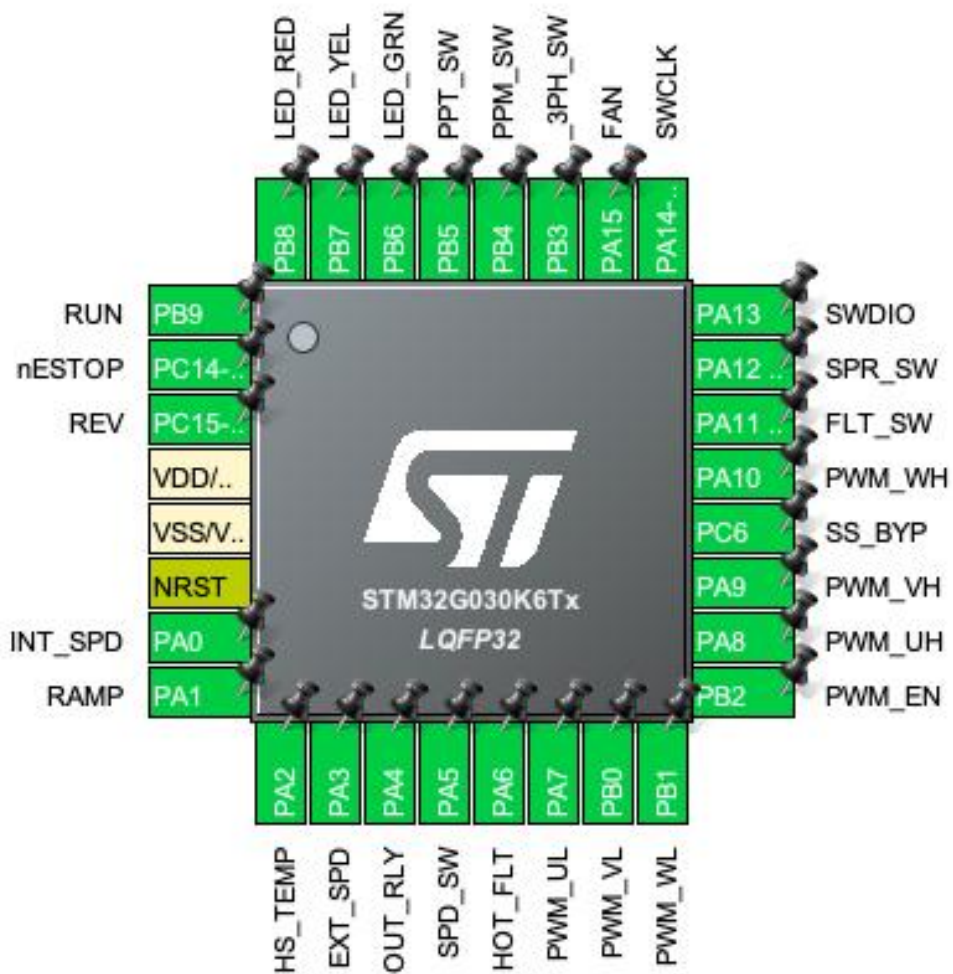 LED_RED
LED_YEL
LED_GRN
PPT_SW
PPM_SW
_3PH_SW
FAN
SWCLK
PB8
PB7
PB6
PB5
PB4
PB3
PA15
PA14-..
RUN PB9
nESTOP PC14-..
REV PC15-..
VDD/..
VSS/V..
NRST
INT_SPD PA0
RAMP PA1
ST
STM32G030K6Tx
LQFP32
PA13 SWDIO
PA12 .. SPR_SW
PA11 .. FLT_SW
PA10 PWM_WH
PC6 SS_BYP
PA9 PWM_VH
PA8 PWM_UH
PB2 PWM_EN
PA2
PA3
PA4
PA5
PA6
PA7
PB0
PB1
HS_TEMP
EXT_SPD
OUT_RLY
SPD_SW
HOT_FLT
PWM_UL
PWM_VL
PWM_WL